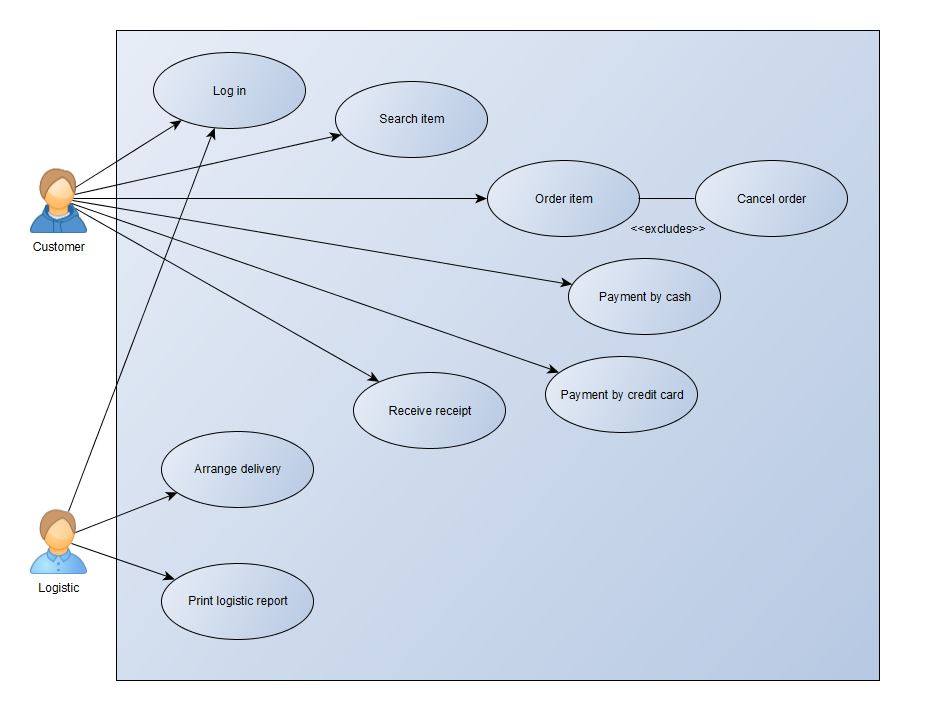 Log in
Search item
Order item
Cancel order
<<excludes>>
Customer
Payment by cash
Payment by credit card
Receive receipt
Arrange delivery
Logistic
Print logistic report